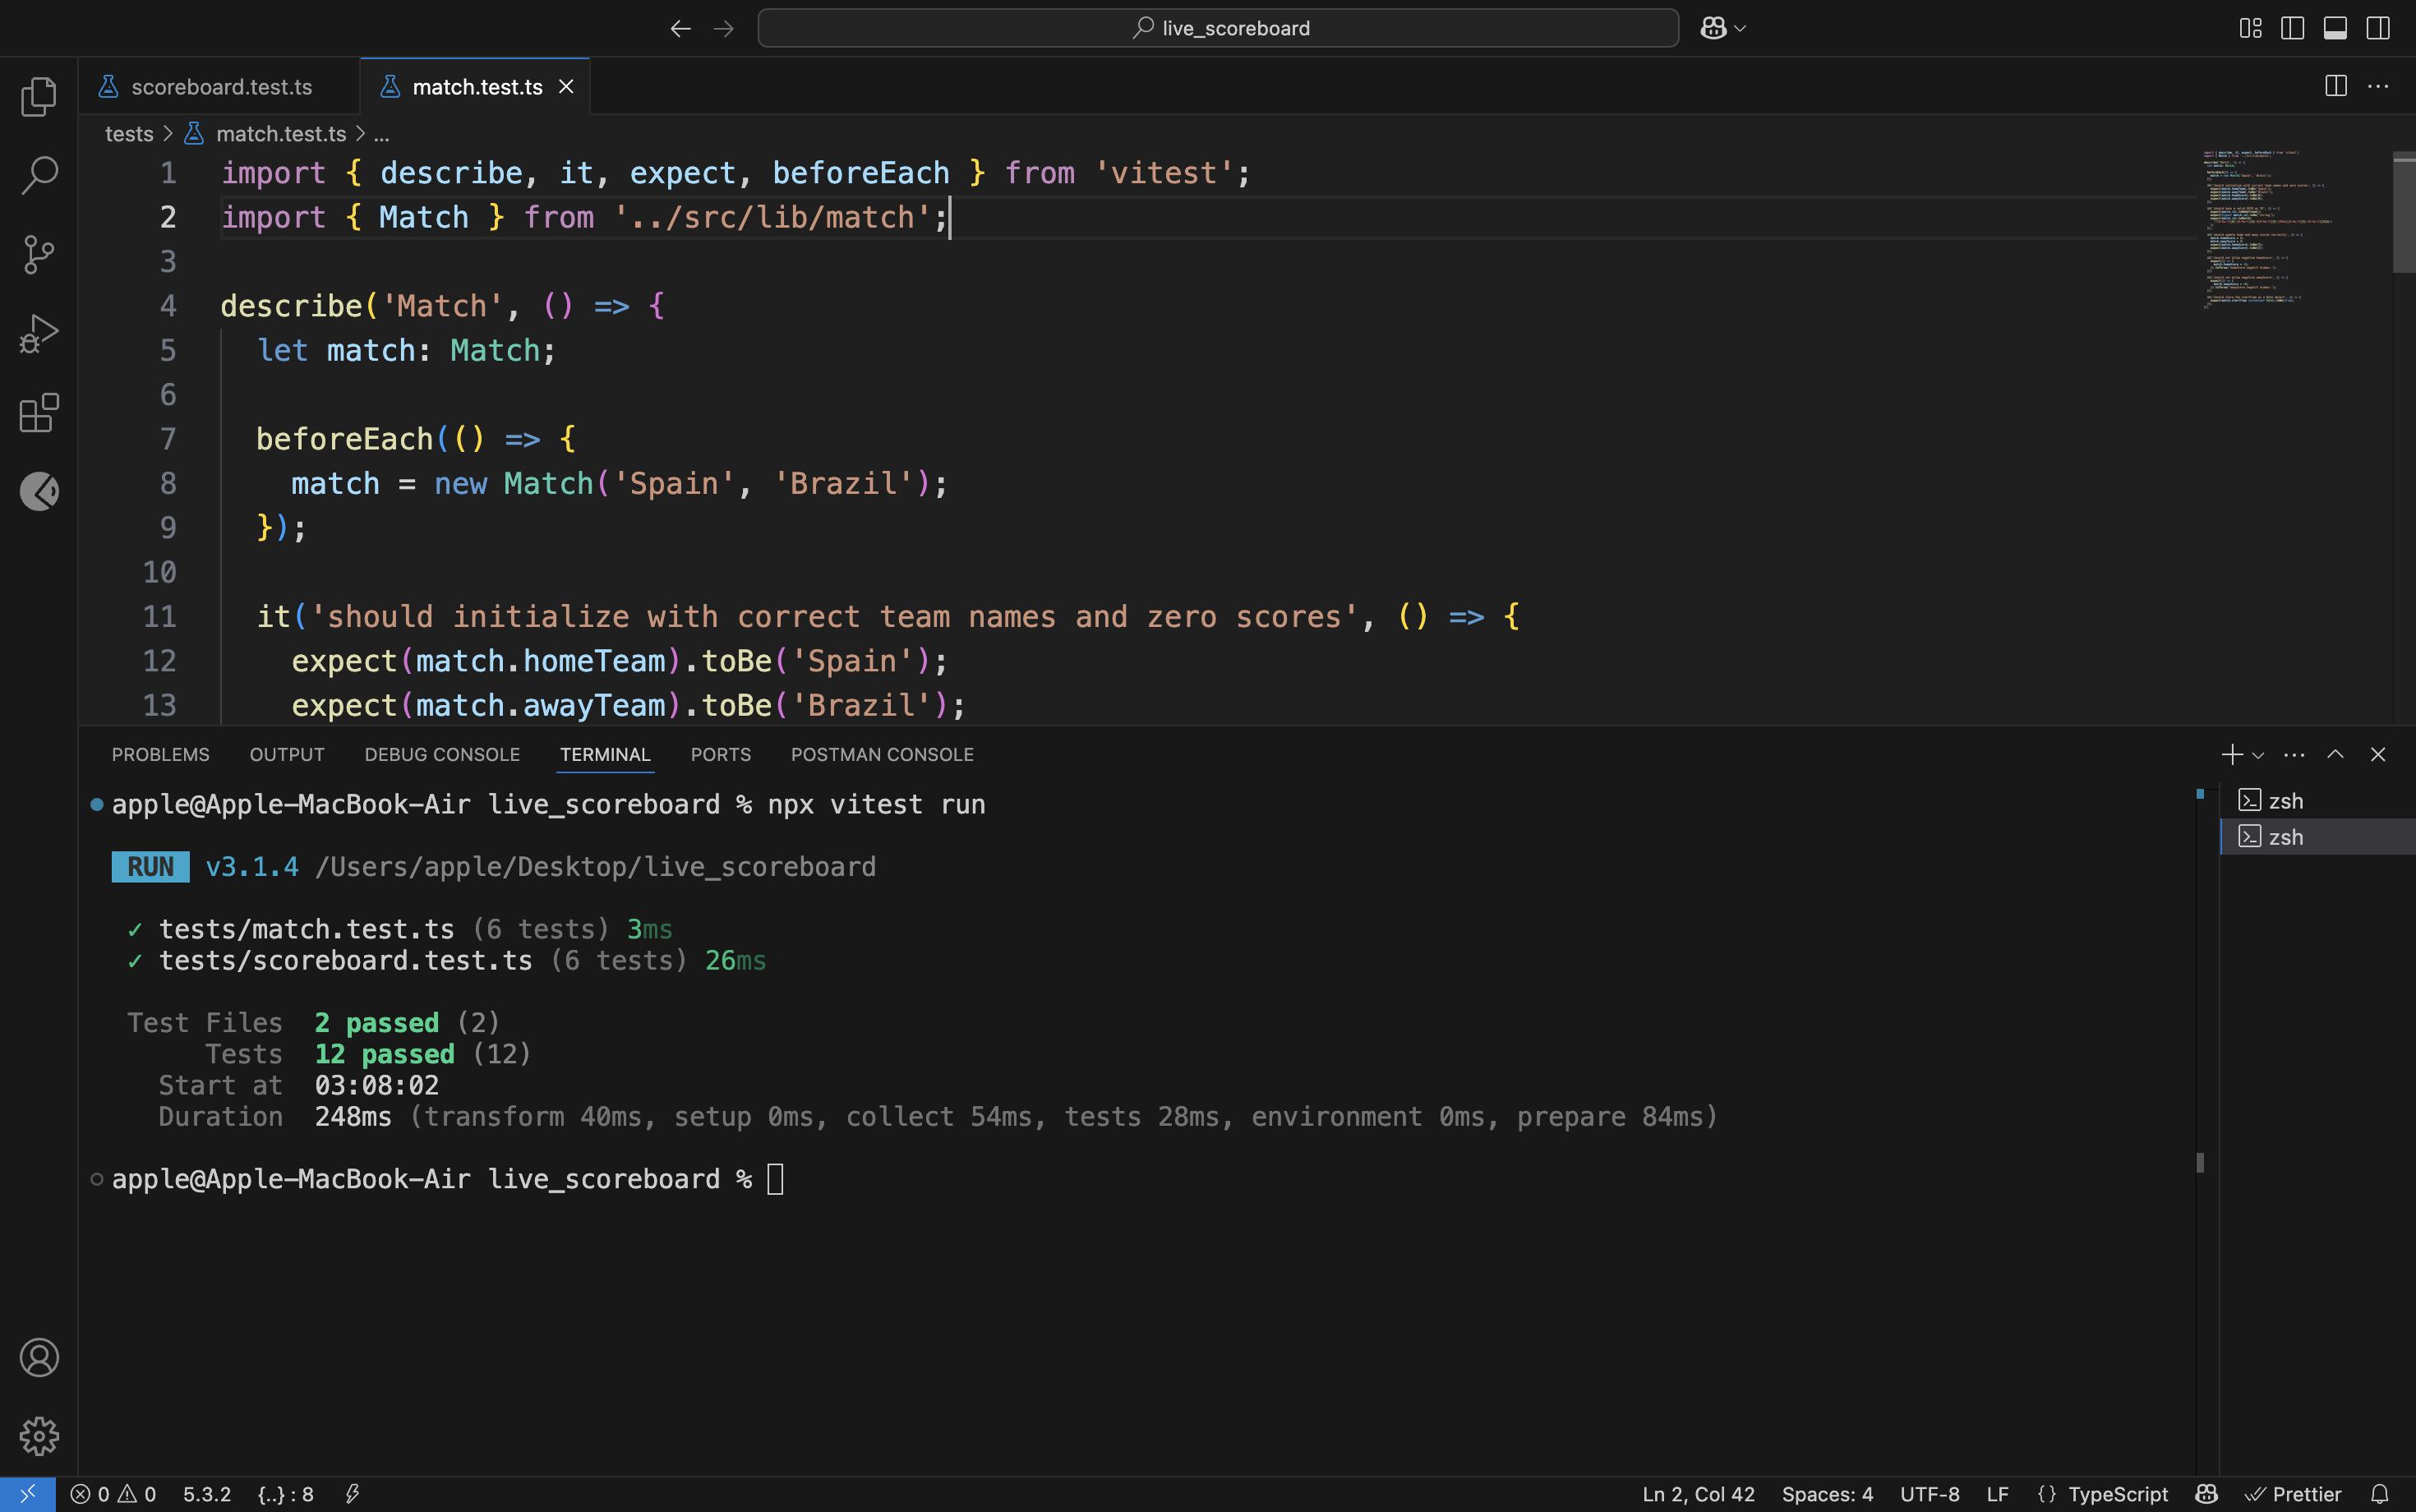 live_scoreboard
scoreboard.test.ts
match.test.ts
tests > match.test.ts > ...
1 import { describe, it, expect, beforeEach } from 'vitest';
2 import { Match } from '../src/lib/match';
3
4 describe('Match', () => {
5 let match: Match;
6
7 beforeEach(() => {
8 match = new Match('Spain', 'Brazil');
9 });
10
11 it('should initialize with correct team names and zero scores', () => {
12 expect(match.homeTeam).toBe('Spain');
13 expect(match.awayTeam).toBe('Brazil');
PROBLEMS OUTPUT DEBUG CONSOLE TERMINAL PORTS POSTMAN CONSOLE
apple@Apple-MacBook-Air live_scoreboard % npx vitest run
RUN v3.1.4 /Users/apple/Desktop/live_scoreboard
✓ tests/match.test.ts (6 tests) 3ms
✓ tests/scoreboard.test.ts (6 tests) 26ms
Test Files 2 passed (2)
Tests 12 passed (12)
Start at 03:08:02
Duration 248ms (transform 40ms, setup 0ms, collect 54ms, tests 28ms, environment 0ms, prepare 84ms)
apple@Apple-MacBook-Air live_scoreboard %
zsh
zsh
0 0 5.3.2 {..} : 8 Ln 2, Col 42 Spaces: 4 UTF-8 LF {} TypeScript Prettier